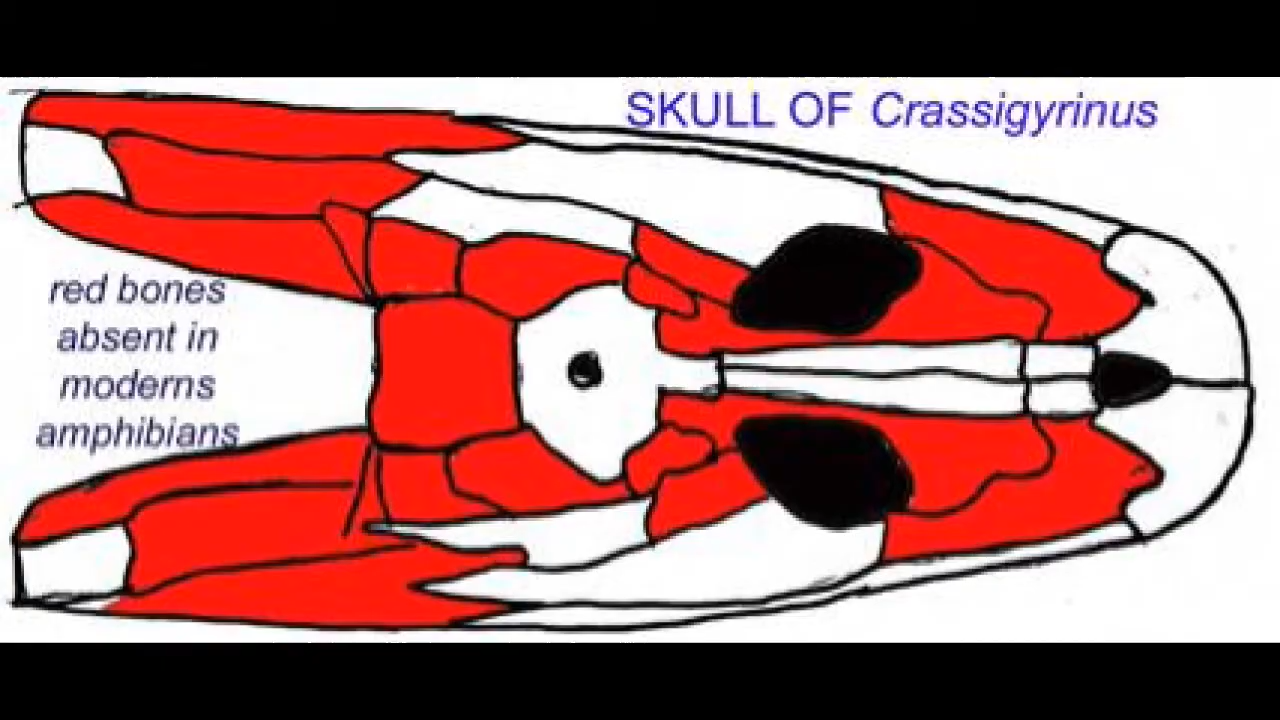 SKULL OF Crassigyrinus
red bones
absent in
moderns
amphibians